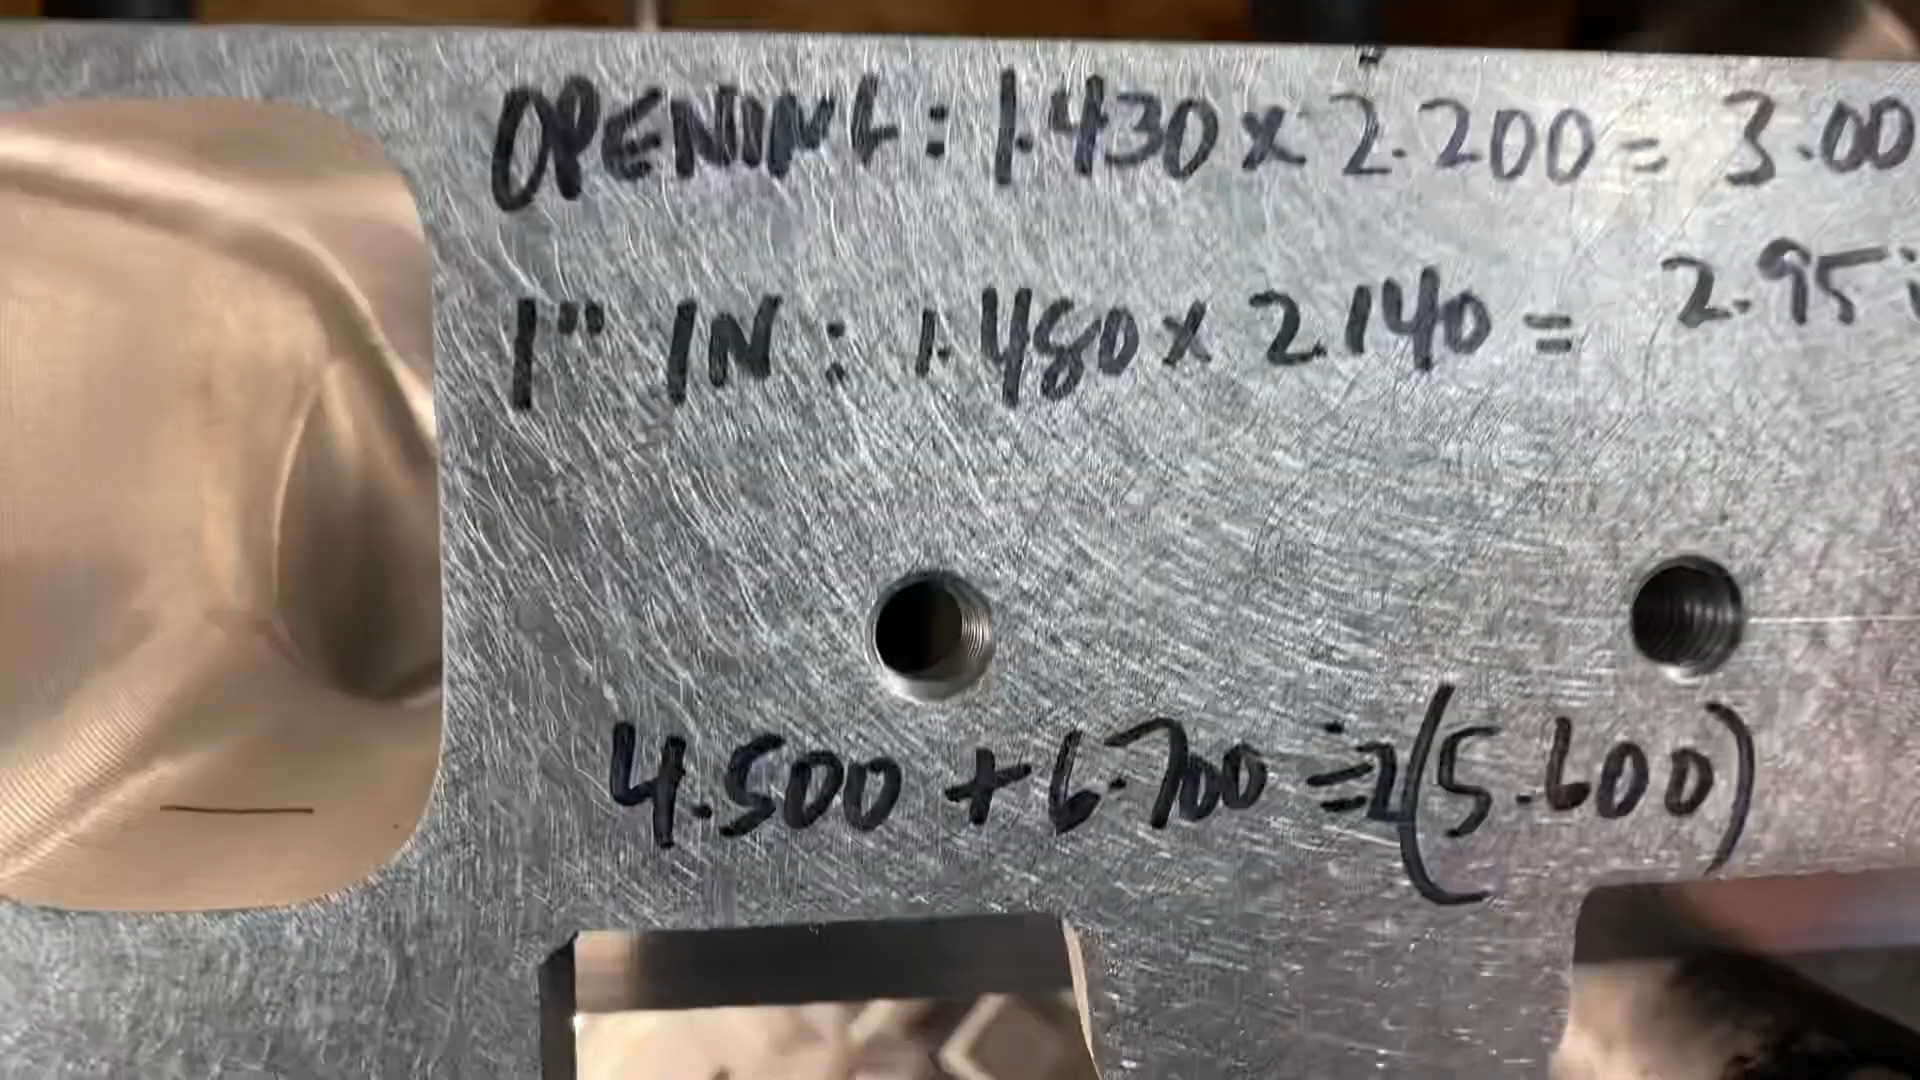 OPENING: 1.430 x 2.200 = 3.00
1" IN: 1.480 x 2.140 = 2.95 i
4.500 + 6.700 ÷2 (5.600)